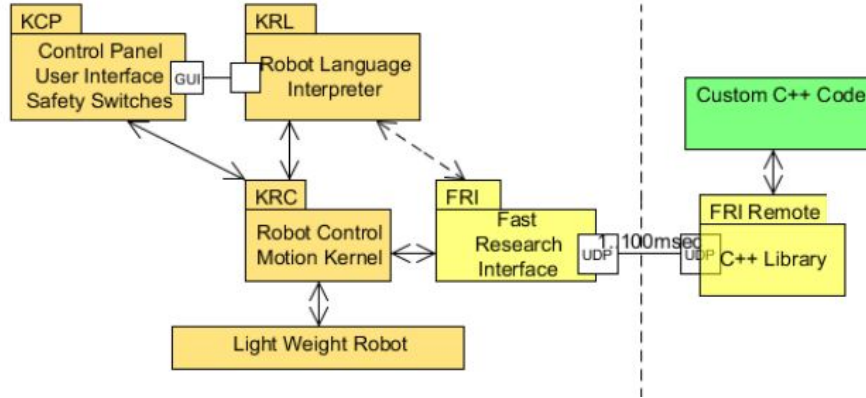 KCP
Control Panel
User Interface
Safety Switches
GUI
KRL
Robot Language
Interpreter
Custom C++ Code
KRC
Robot Control
Motion Kernel
FRI
Fast
Research
Interface
UDP
1..100msec
UDP
FRI Remote
C++ Library
Light Weight Robot